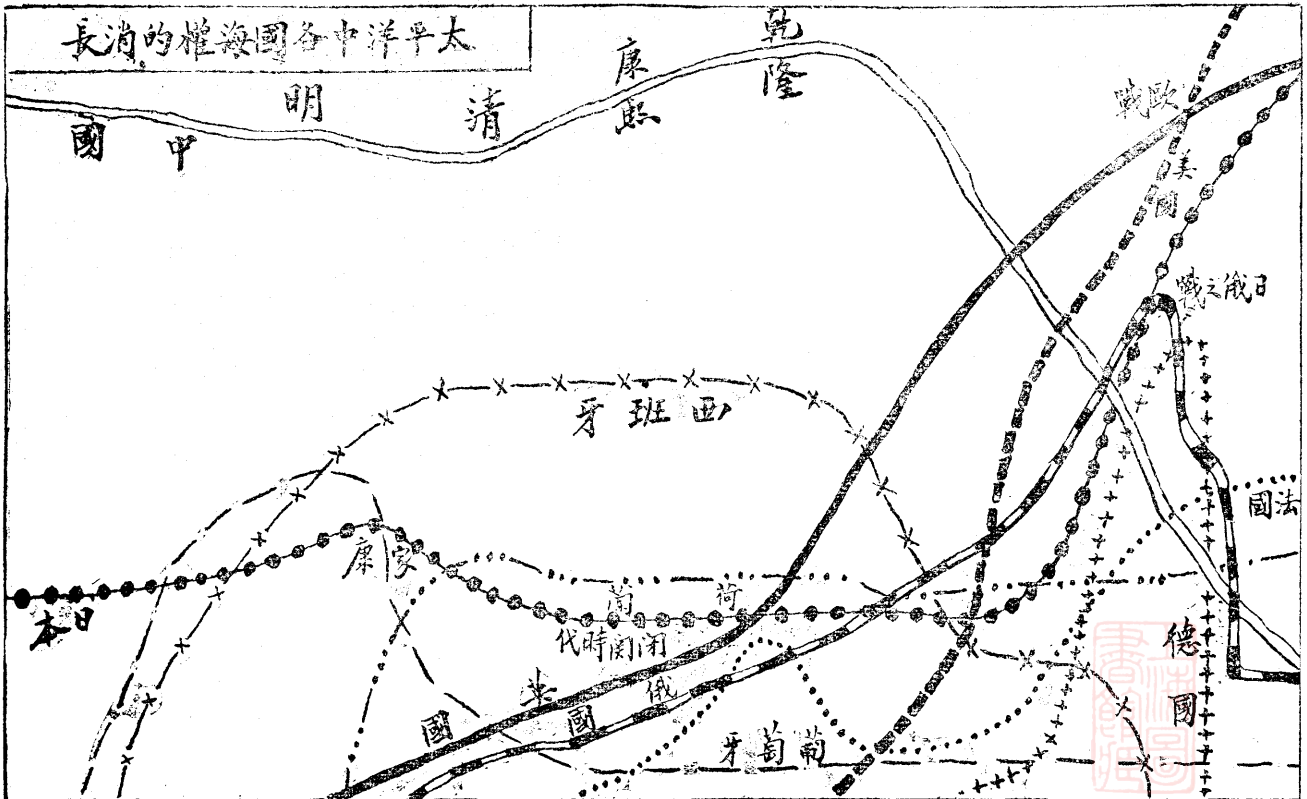 太平洋中各國海權的消長
乾隆
康熙
清
明
中國
歐戰
美國
日俄之戰
西班牙
法國
家康
日本
荷蘭
閉関時代
德國
英國
俄國
葡萄牙